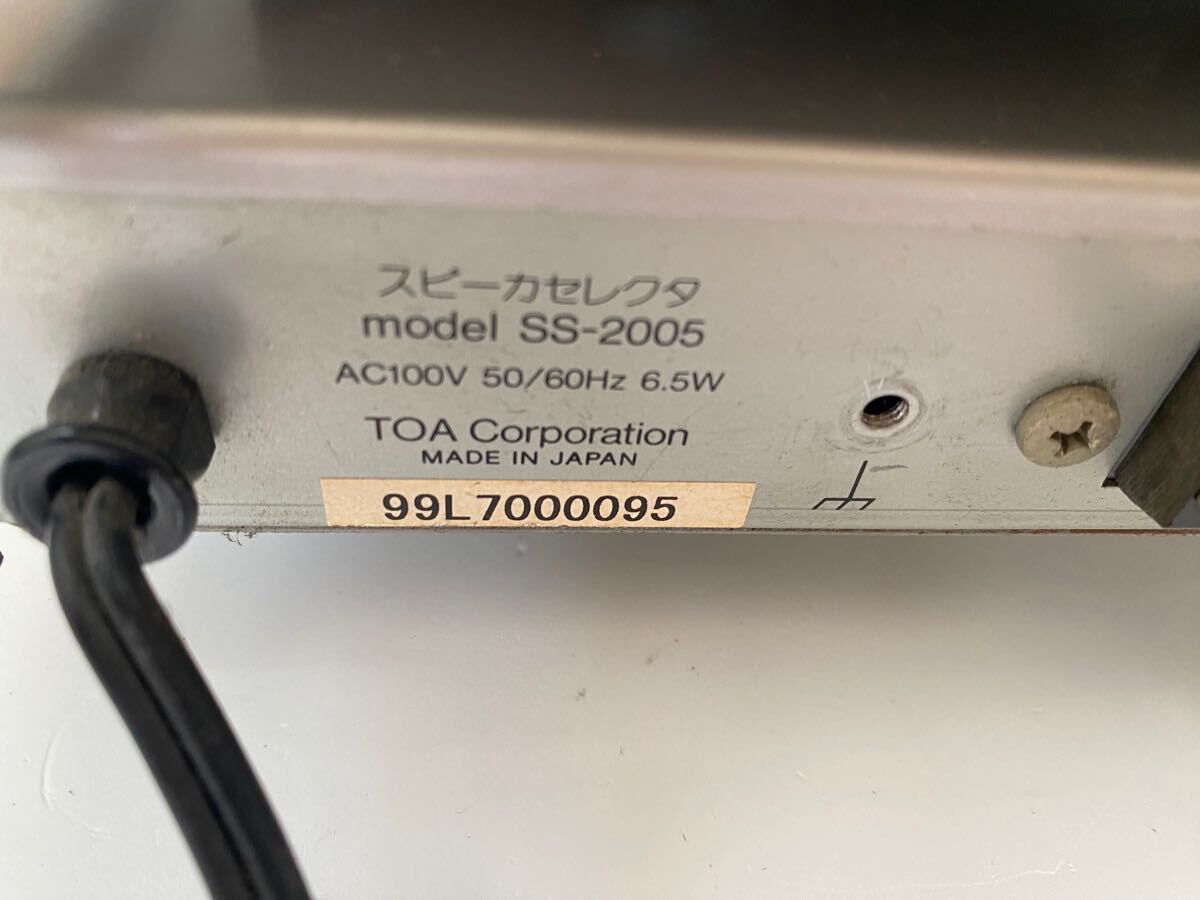 スピーカセレクタ
model SS-2005
AC100V 50/60Hz 6.5W
TOA Corporation
MADE IN JAPAN
99L7000095